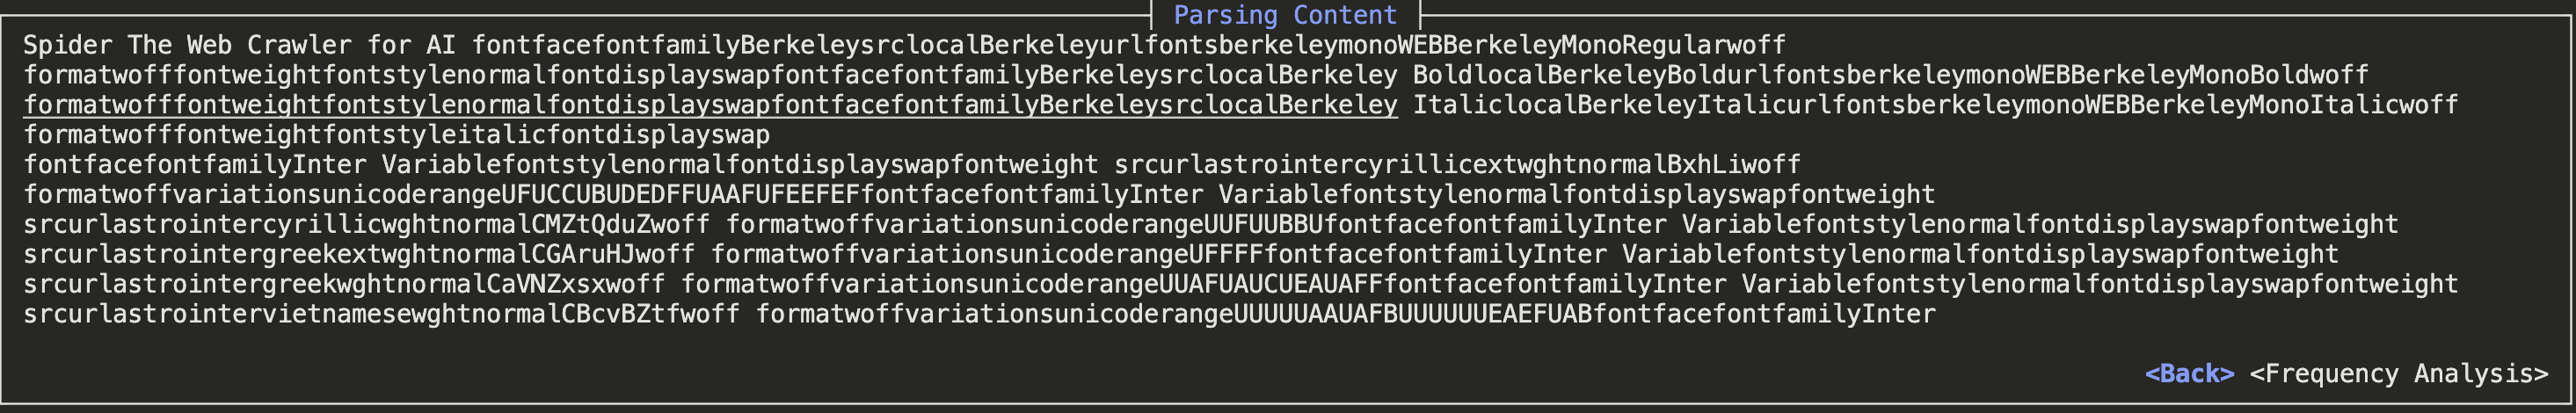 Parsing Content
Spider The Web Crawler for AI fontfacefontfamilyBerkeleysrclocalBerkeleyurlfontsberkeleymonoWEBBerkeleyMonoRegularwoff
formatwofffontweightfontstylenormalfontdisplayswapfontfacefontfamilyBerkeleysrclocalBerkeley BoldlocalBerkeleyBoldurlfontsberkeleymonoWEBBerkeleyMonoBoldwoff
formatwofffontweightfontstylenormalfontdisplayswapfontfacefontfamilyBerkeleysrclocalBerkeley ItaliclocalBerkeleyItalicurlfontsberkeleymonoWEBBerkeleyMonoItalicwoff
formatwofffontweightfontstyleitalicfontdisplayswap
fontfacefontfamilyInter Variablefontstylenormalfontdisplayswapfontweight srcurlastrointercyrillicextwghtnormalBxhLiwoff
formatwoffvariationsunicoderangeUFUCCUBUDEDFFUAAFUFEEFEFfontfacefontfamilyInter Variablefontstylenormalfontdisplayswapfontweight
srcurlastrointercyrillicwghtnormalCMZtQduZwoff formatwoffvariationsunicoderangeUUFUUBBUfontfacefontfamilyInter Variablefontstylenormalfontdisplayswapfontweight
srcurlastrointergreekextwghtnormalCGAruHJwoff formatwoffvariationsunicoderangeUFFFFfontfacefontfamilyInter Variablefontstylenormalfontdisplayswapfontweight
srcurlastrointergreekwghtnormalCaVNZxsxwoff formatwoffvariationsunicoderangeUUAFUAUCUEAUAFFfontfacefontfamilyInter Variablefontstylenormalfontdisplayswapfontweight
srcurlastrointervietnamesewghtnormalCBcvBZtfwoff formatwoffvariationsunicoderangeUUUUUAAUAFBUUUUUUEAEFUABfontfacefontfamilyInter
<Back> <Frequency Analysis>